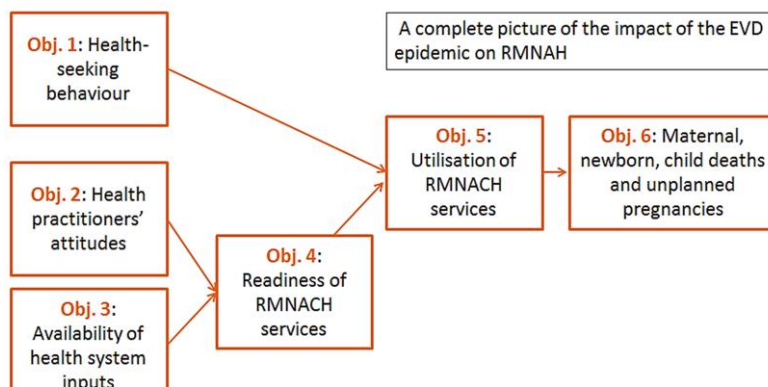 A complete picture of the impact of the EVD
epidemic on RMNAH
Obj. 1: Health-
seeking
behaviour
Obj. 2: Health
practitioners'
attitudes
Obj. 3:
Availability of
health system
inputs
Obj. 4:
Readiness of
RMNACH
services
Obj. 5:
Utilisation of
RMNACH
services
Obj. 6: Maternal,
newborn, child deaths
and unplanned
pregnancies